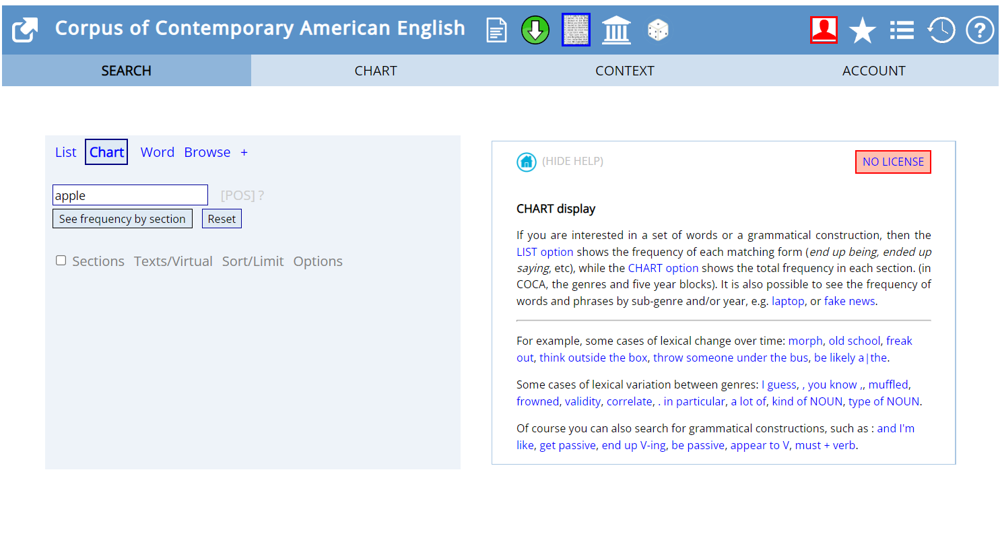 Corpus of Contemporary American English
SEARCH CHART CONTEXT ACCOUNT
List Chart Word Browse +
apple [POS] ?
See frequency by section Reset
Sections Texts/Virtual Sort/Limit Options
(HIDE HELP) NO LICENSE
CHART display
If you are interested in a set of words or a grammatical construction, then the
LIST option shows the frequency of each matching form (end up being, ended up
saying, etc), while the CHART option shows the total frequency in each section. (in
COCA, the genres and five year blocks). It is also possible to see the frequency of
words and phrases by sub-genre and/or year, e.g. laptop, or fake news.
For example, some cases of lexical change over time: morph, old school, freak
out, think outside the box, throw someone under the bus, be likely a|the.
Some cases of lexical variation between genres: I guess, , you know ,, muffled,
frowned, validity, correlate, . in particular, a lot of, kind of NOUN, type of NOUN.
Of course you can also search for grammatical constructions, such as : and I'm
like, get passive, end up V-ing, be passive, appear to V, must + verb.